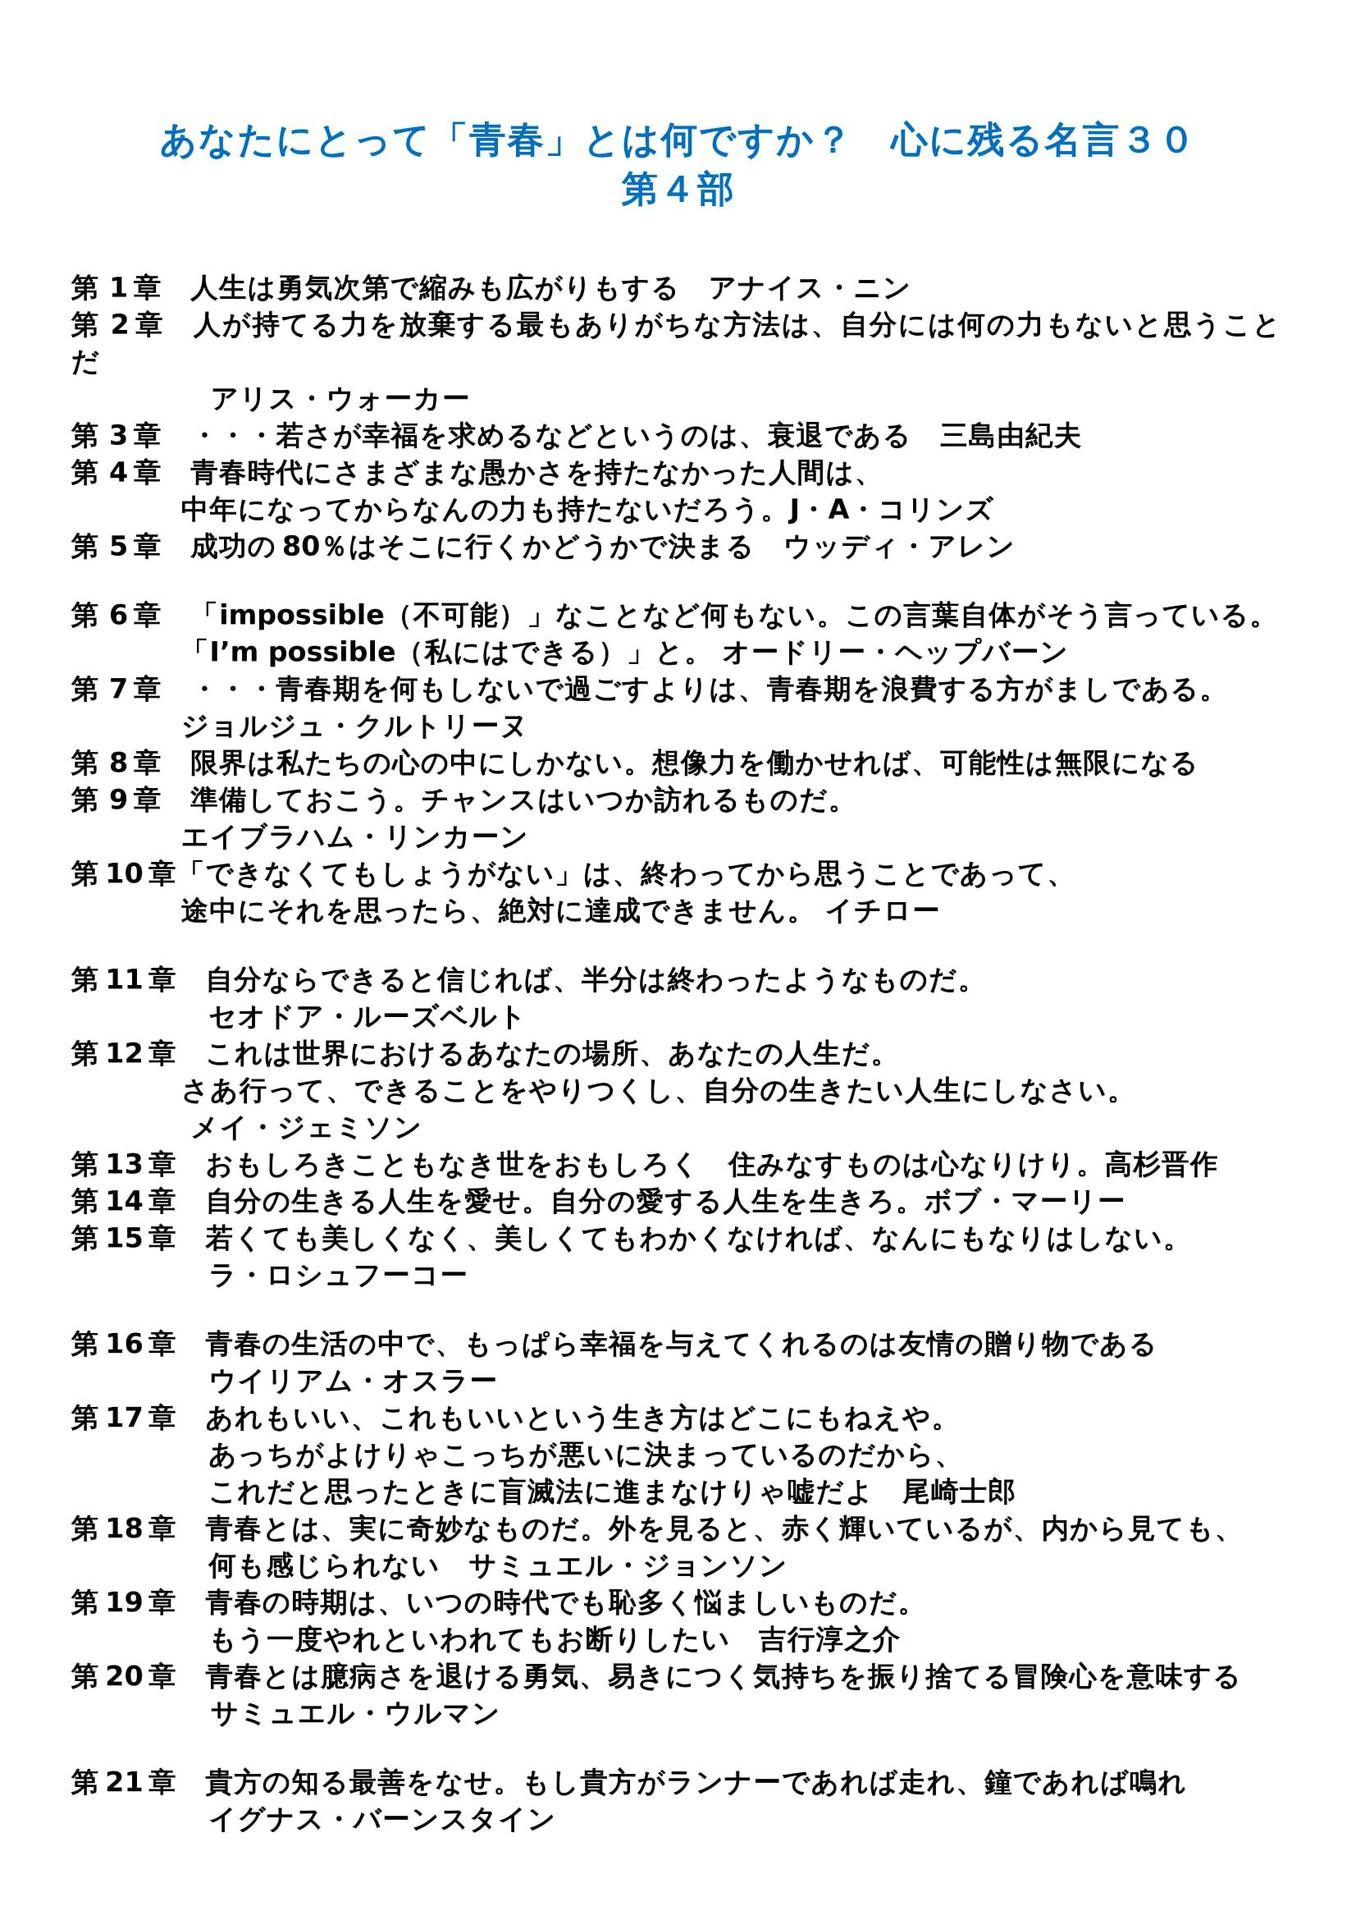 あなたにとって「青春」とは何ですか？　心に残る名言３０
第４部
第 1 章　人生は勇気次第で縮みも広がりもする　アナイス・ニン
第 2 章　人が持てる力を放棄する最もありがちな方法は、自分には何の力もないと思うこと
だ
アリス・ウォーカー
第 3 章　・・・若さが幸福を求めるなどというのは、衰退である　三島由紀夫
第 4 章　青春時代にさまざまな愚かさを持たなかった人間は、
中年になってからなんの力も持たないだろう。J・A・コリンズ
第 5 章　成功の 80％はそこに行くかどうかで決まる　ウッディ・アレン
第 6 章　「impossible（不可能）」なことなど何もない。この言葉自体がそう言っている。
「I’m possible（私にはできる）」と。 オードリー・ヘップバーン
第 7 章　・・・青春期を何もしないで過ごすよりは、青春期を浪費する方がましである。
ジョルジュ・クルトリーヌ
第 8 章　限界は私たちの心の中にしかない。想像力を働かせれば、可能性は無限になる
第 9 章　準備しておこう。チャンスはいつか訪れるものだ。
エイブラハム・リンカーン
第 10 章「できなくてもしょうがない」は、終わってから思うことであって、
途中にそれを思ったら、絶対に達成できません。 イチロー
第 11 章　自分ならできると信じれば、半分は終わったようなものだ。
セオドア・ルーズベルト
第 12 章　これは世界におけるあなたの場所、あなたの人生だ。
さあ行って、できることをやりつくし、自分の生きたい人生にしなさい。
メイ・ジェミソン
第 13 章　おもしろきこともなき世をおもしろく　住みなすものは心なりけり。高杉晋作
第 14 章　自分の生きる人生を愛せ。自分の愛する人生を生きろ。ボブ・マーリー
第 15 章　若くても美しくなく、美しくてもわかくなければ、なんにもなりはしない。
ラ・ロシュフーコー
第 16 章　青春の生活の中で、もっぱら幸福を与えてくれるのは友情の贈り物である
ウイリアム・オスラー
第 17 章　あれもいい、これもいいという生き方はどこにもねえや。
あっちがよけりゃこっちが悪いに決まっているのだから、
これだと思ったときに盲滅法に進まなけりゃ嘘だよ　尾崎士郎
第 18 章　青春とは、実に奇妙なものだ。外を見ると、赤く輝いているが、内から見ても、
何も感じられない　サミュエル・ジョンソン
第 19 章　青春の時期は、いつの時代でも恥多く悩ましいものだ。
もう一度やれといわれてもお断りしたい　吉行淳之介
第 20 章　青春とは臆病さを退ける勇気、易きにつく気持ちを振り捨てる冒険心を意味する
サミュエル・ウルマン
第 21 章　貴方の知る最善をなせ。もし貴方がランナーであれば走れ、鐘であれば鳴れ
イグナス・バーンスタイン